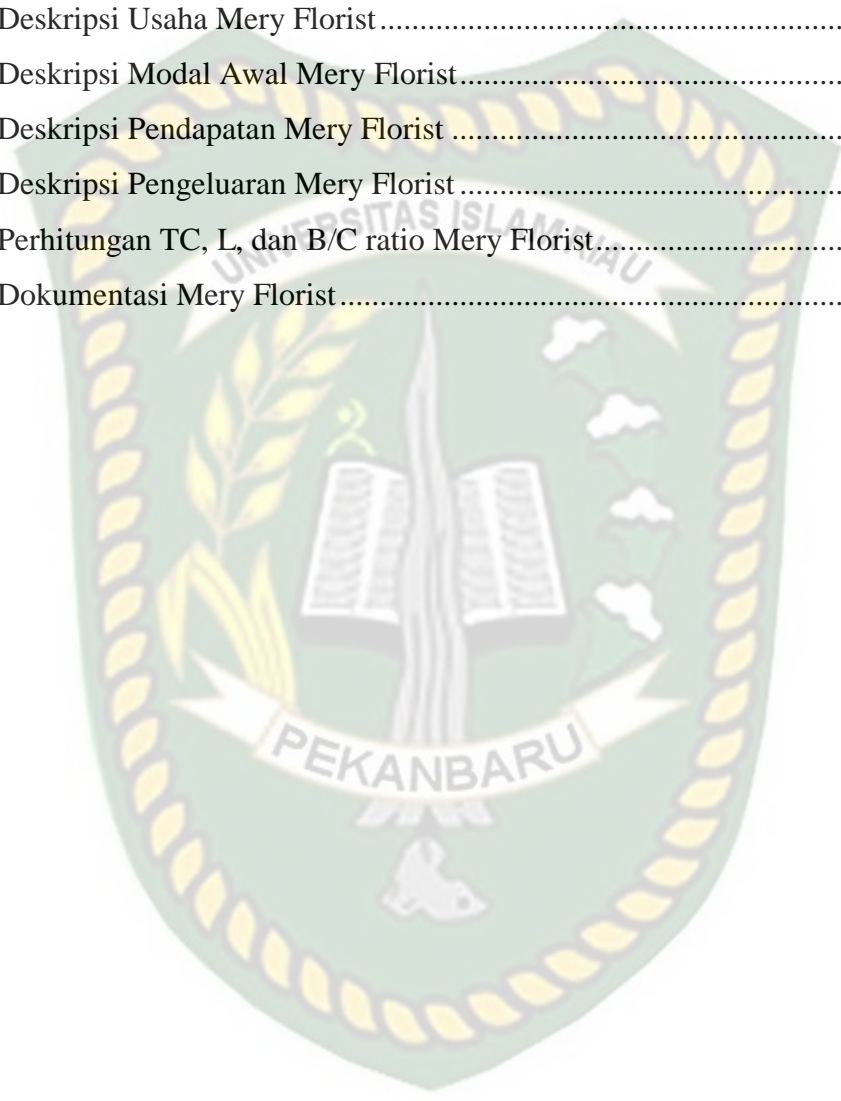 Deskripsi Usaha Mery Florist..........................................................
Deskripsi Modal Awal Mery Florist................................................
Deskripsi Pendapatan Mery Florist .................................................
Deskripsi Pengeluaran Mery Florist ................................................
Perhitungan TC, L, dan B/C ratio Mery Florist...............................
Dokumentasi Mery Florist...............................................................
UNIVERSITAS ISLAM RIAU
PEKANBARU